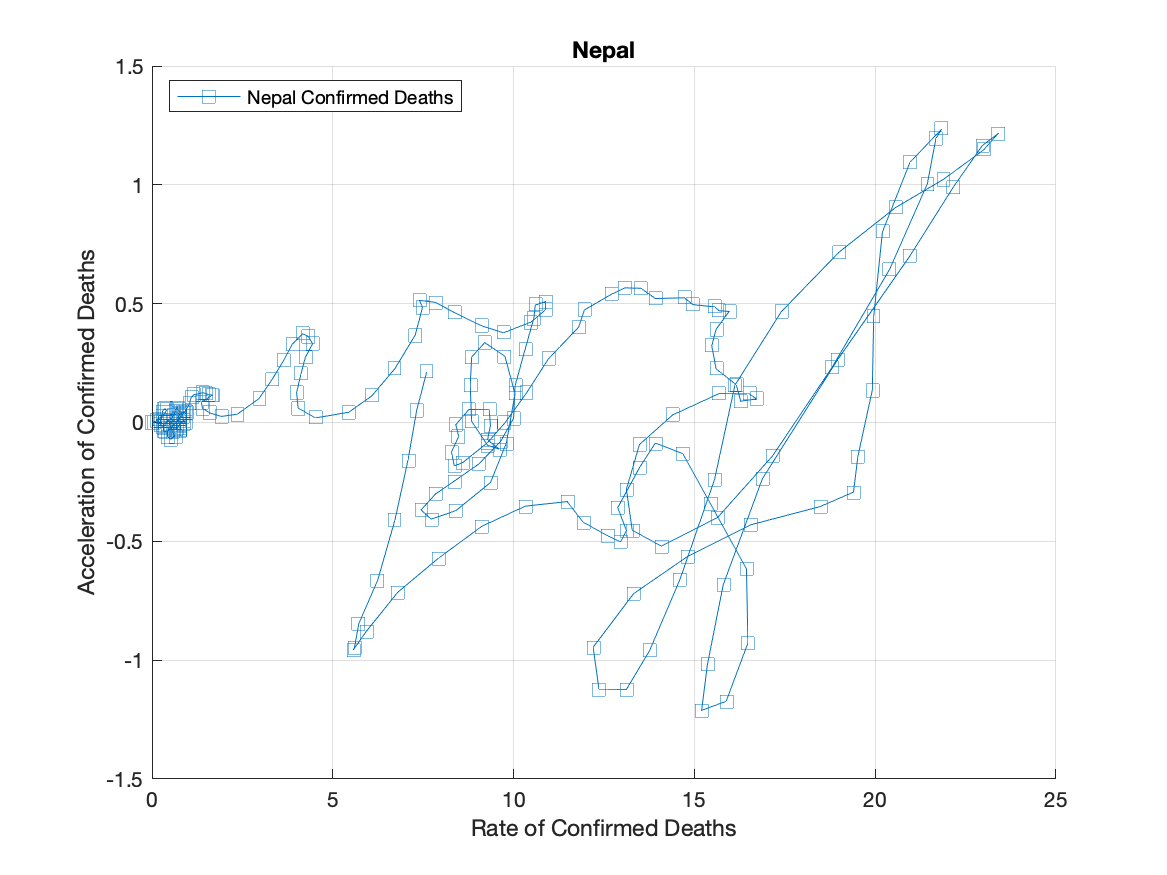 Nepal
Nepal Confirmed Deaths
1.5
1
0.5
0
-0.5
-1
-1.5
Acceleration of Confirmed Deaths
0 5 10 15 20 25
Rate of Confirmed Deaths